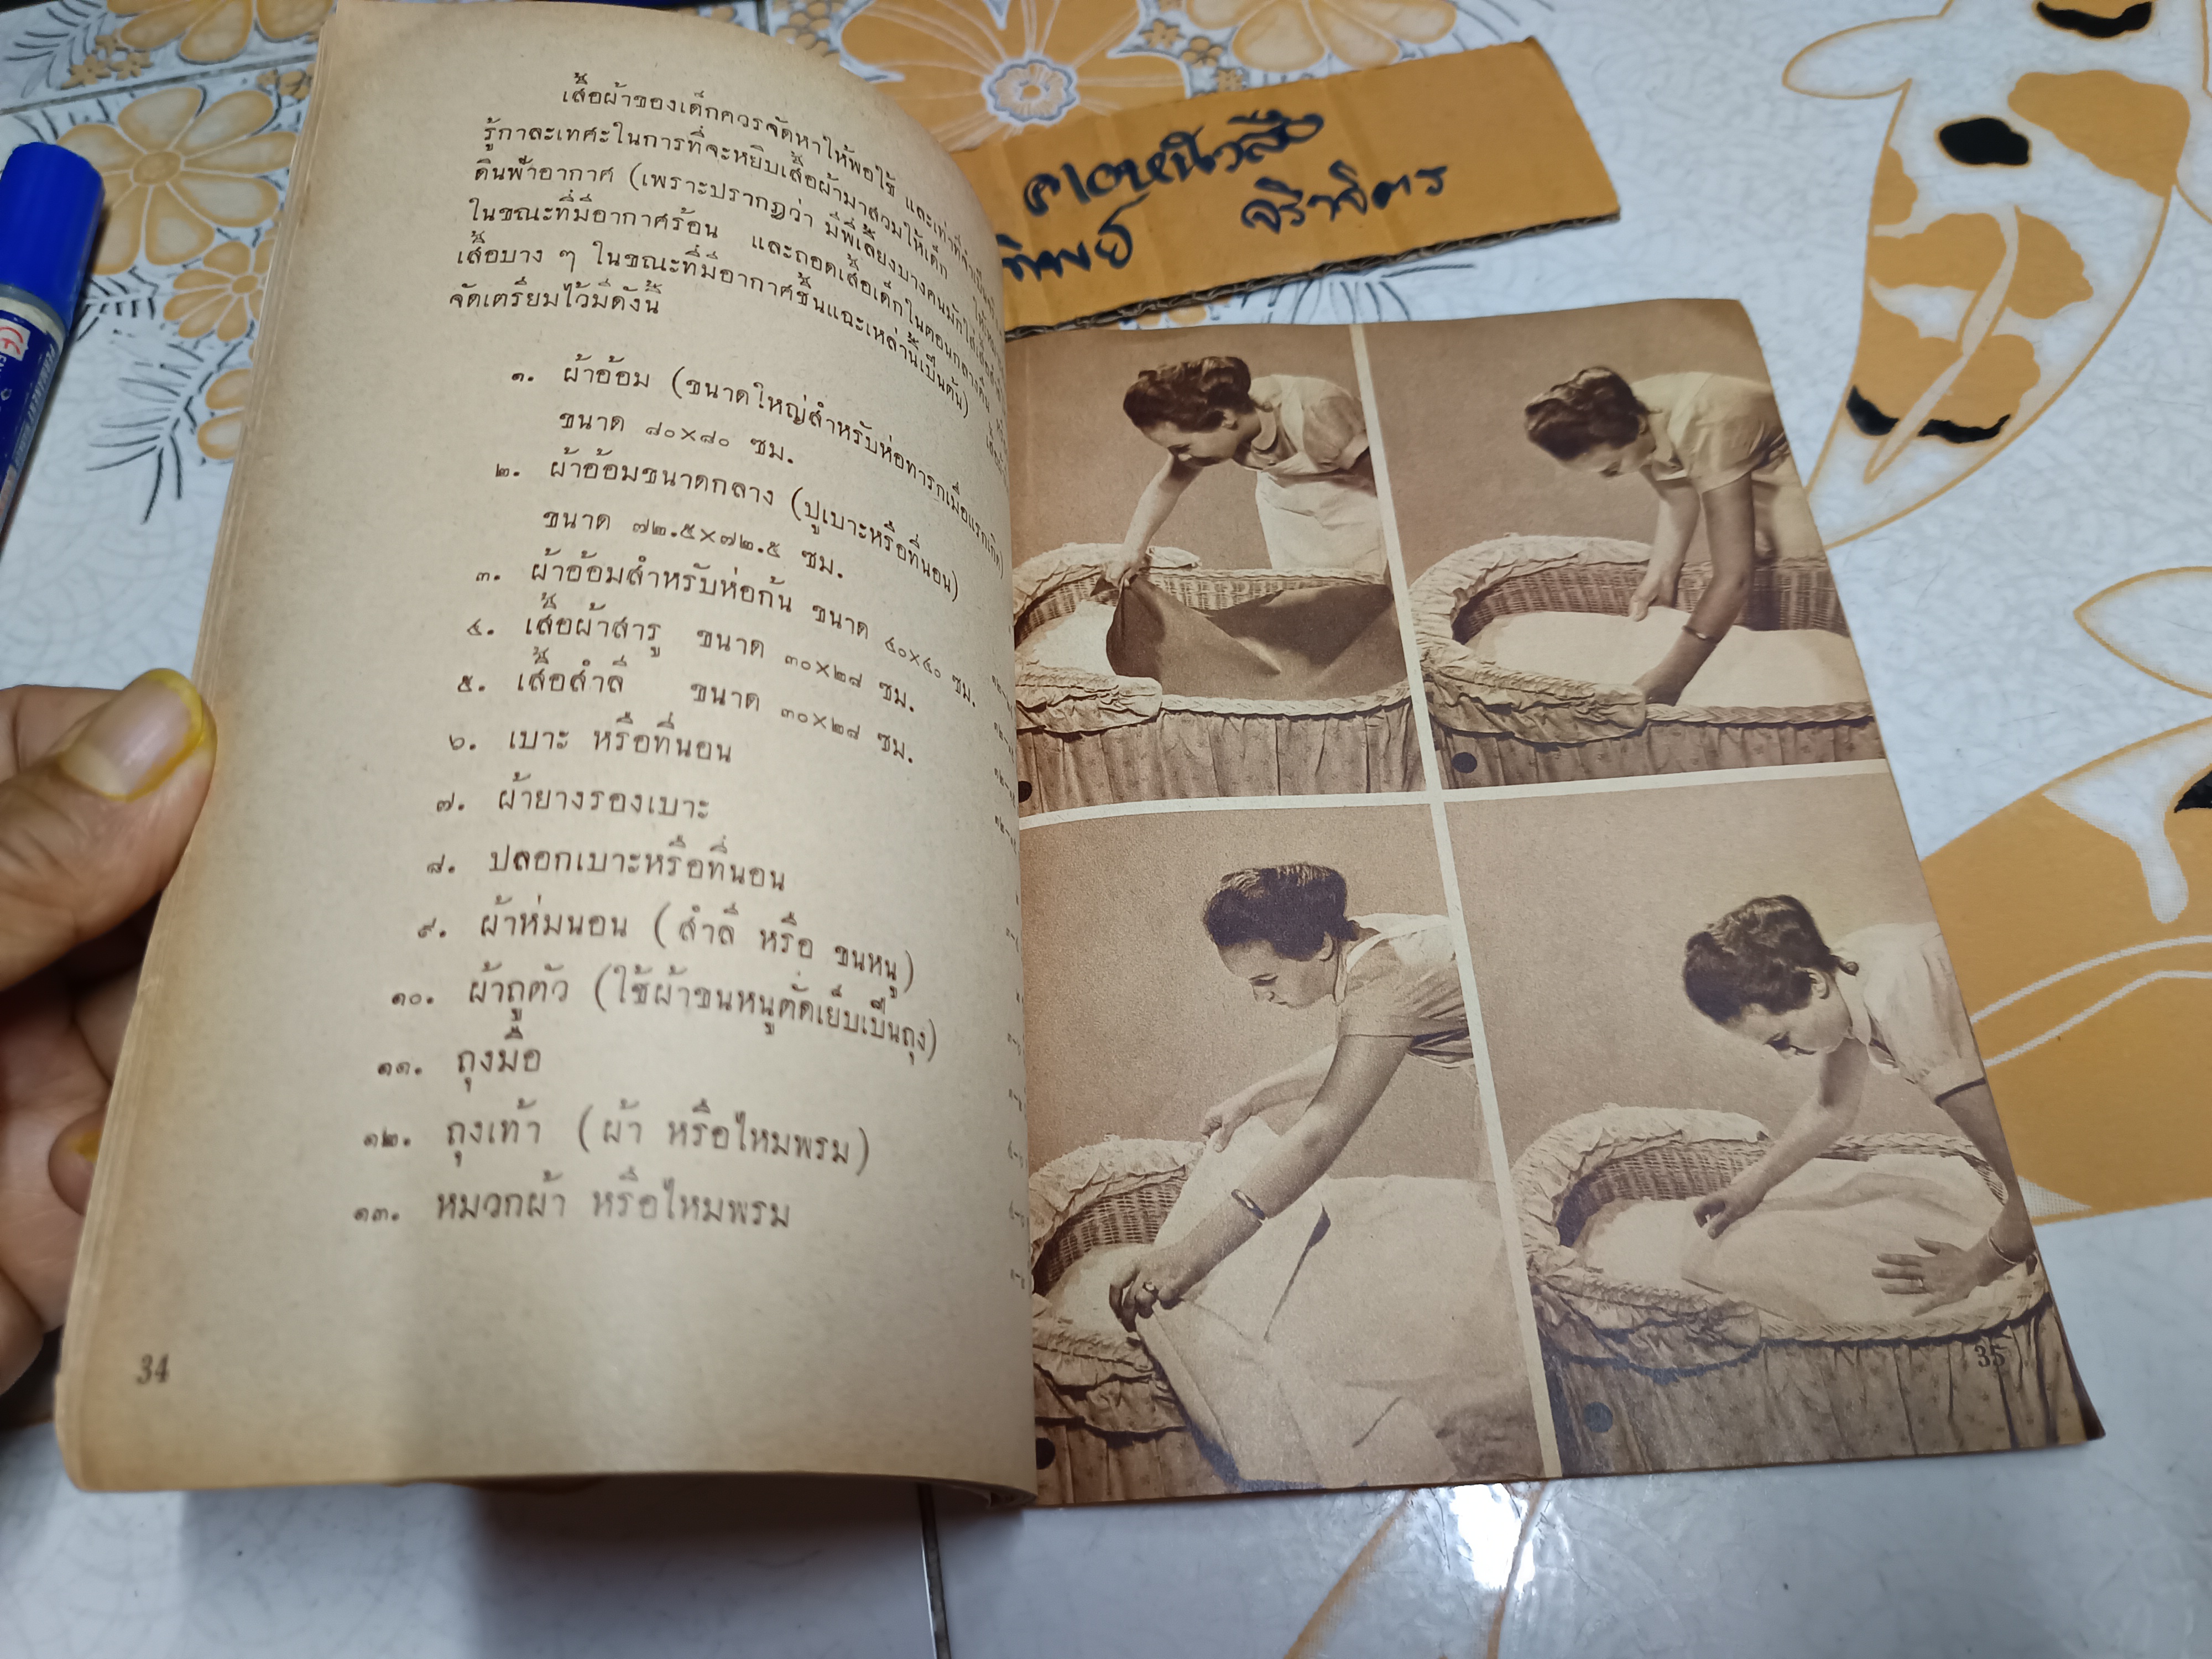 เสื้อผ้าของเด็กควรจัดหาให้พอใช้ และเท่าที่จำเป็น
รู้กาละเทศะในการที่จะหยิบเสื้อผ้ามาสวมให้เด็ก
ดินฟ้าอากาศ (เพราะปรากฏว่า มีพี่เลี้ยงบางคนมักใส่เสื้อ
ในขณะที่มีอากาศร้อน และถอดเสื้อเด็กในตอนกลางคืน
เสื้อบาง ๆ ในขณะที่มีอากาศชื้นแฉะเหล่านี้เป็นต้น)
จัดเตรียมไว้มีดังนี้
๑. ผ้าอ้อม (ขนาดใหญ่สำหรับห่อทารกเมื่อแรกเกิด)
ขนาด ๘๐×๘๐ ซม.
๒. ผ้าอ้อมขนาดกลาง (ปูเบาะหรือที่นอน)
ขนาด ๗๒.๕×๗๒.๕ ซม.
๓. ผ้าอ้อมสำหรับห่อก้น ขนาด ๔๐×๔๐ ซม.
๔. เสื้อผ้าสารู ขนาด ๓๐×๒๘ ซม.
๕. เสื้อสำลี ขนาด ๓๐×๒๘ ซม.
๖. เบาะ หรือที่นอน
๗. ผ้ายางรองเบาะ
๘. ปลอกเบาะหรือที่นอน
๙. ผ้าห่มนอน (สำลี หรือ ขนหนู)
๑๐. ผ้าถูตัว (ใช้ผ้าขนหนูตัดเย็บเป็นถุง)
๑๑. ถุงมือ
๑๒. ถุงเท้า (ผ้า หรือไหมพรม)
๑๓. หมวกผ้า หรือไหมพรม
34
35